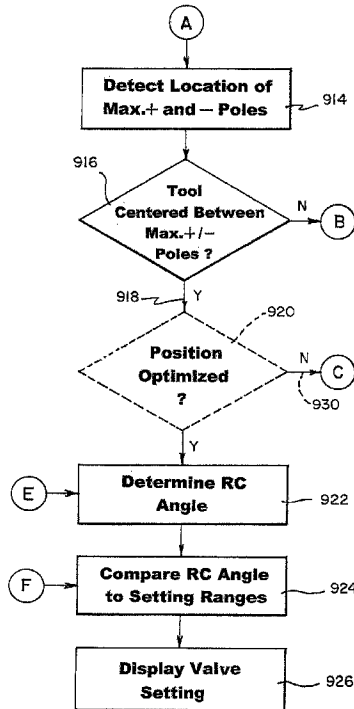 A
Detect Location of
Max.+ and — Poles
914
916
Tool
Centered Between
Max.+/-
Poles ?
N
B
918
Y
920
Position
Optimized
?
N
C
930
Y
E
Determine RC
Angle
922
F
Compare RC Angle
to Setting Ranges
924
Display Valve
Setting
926